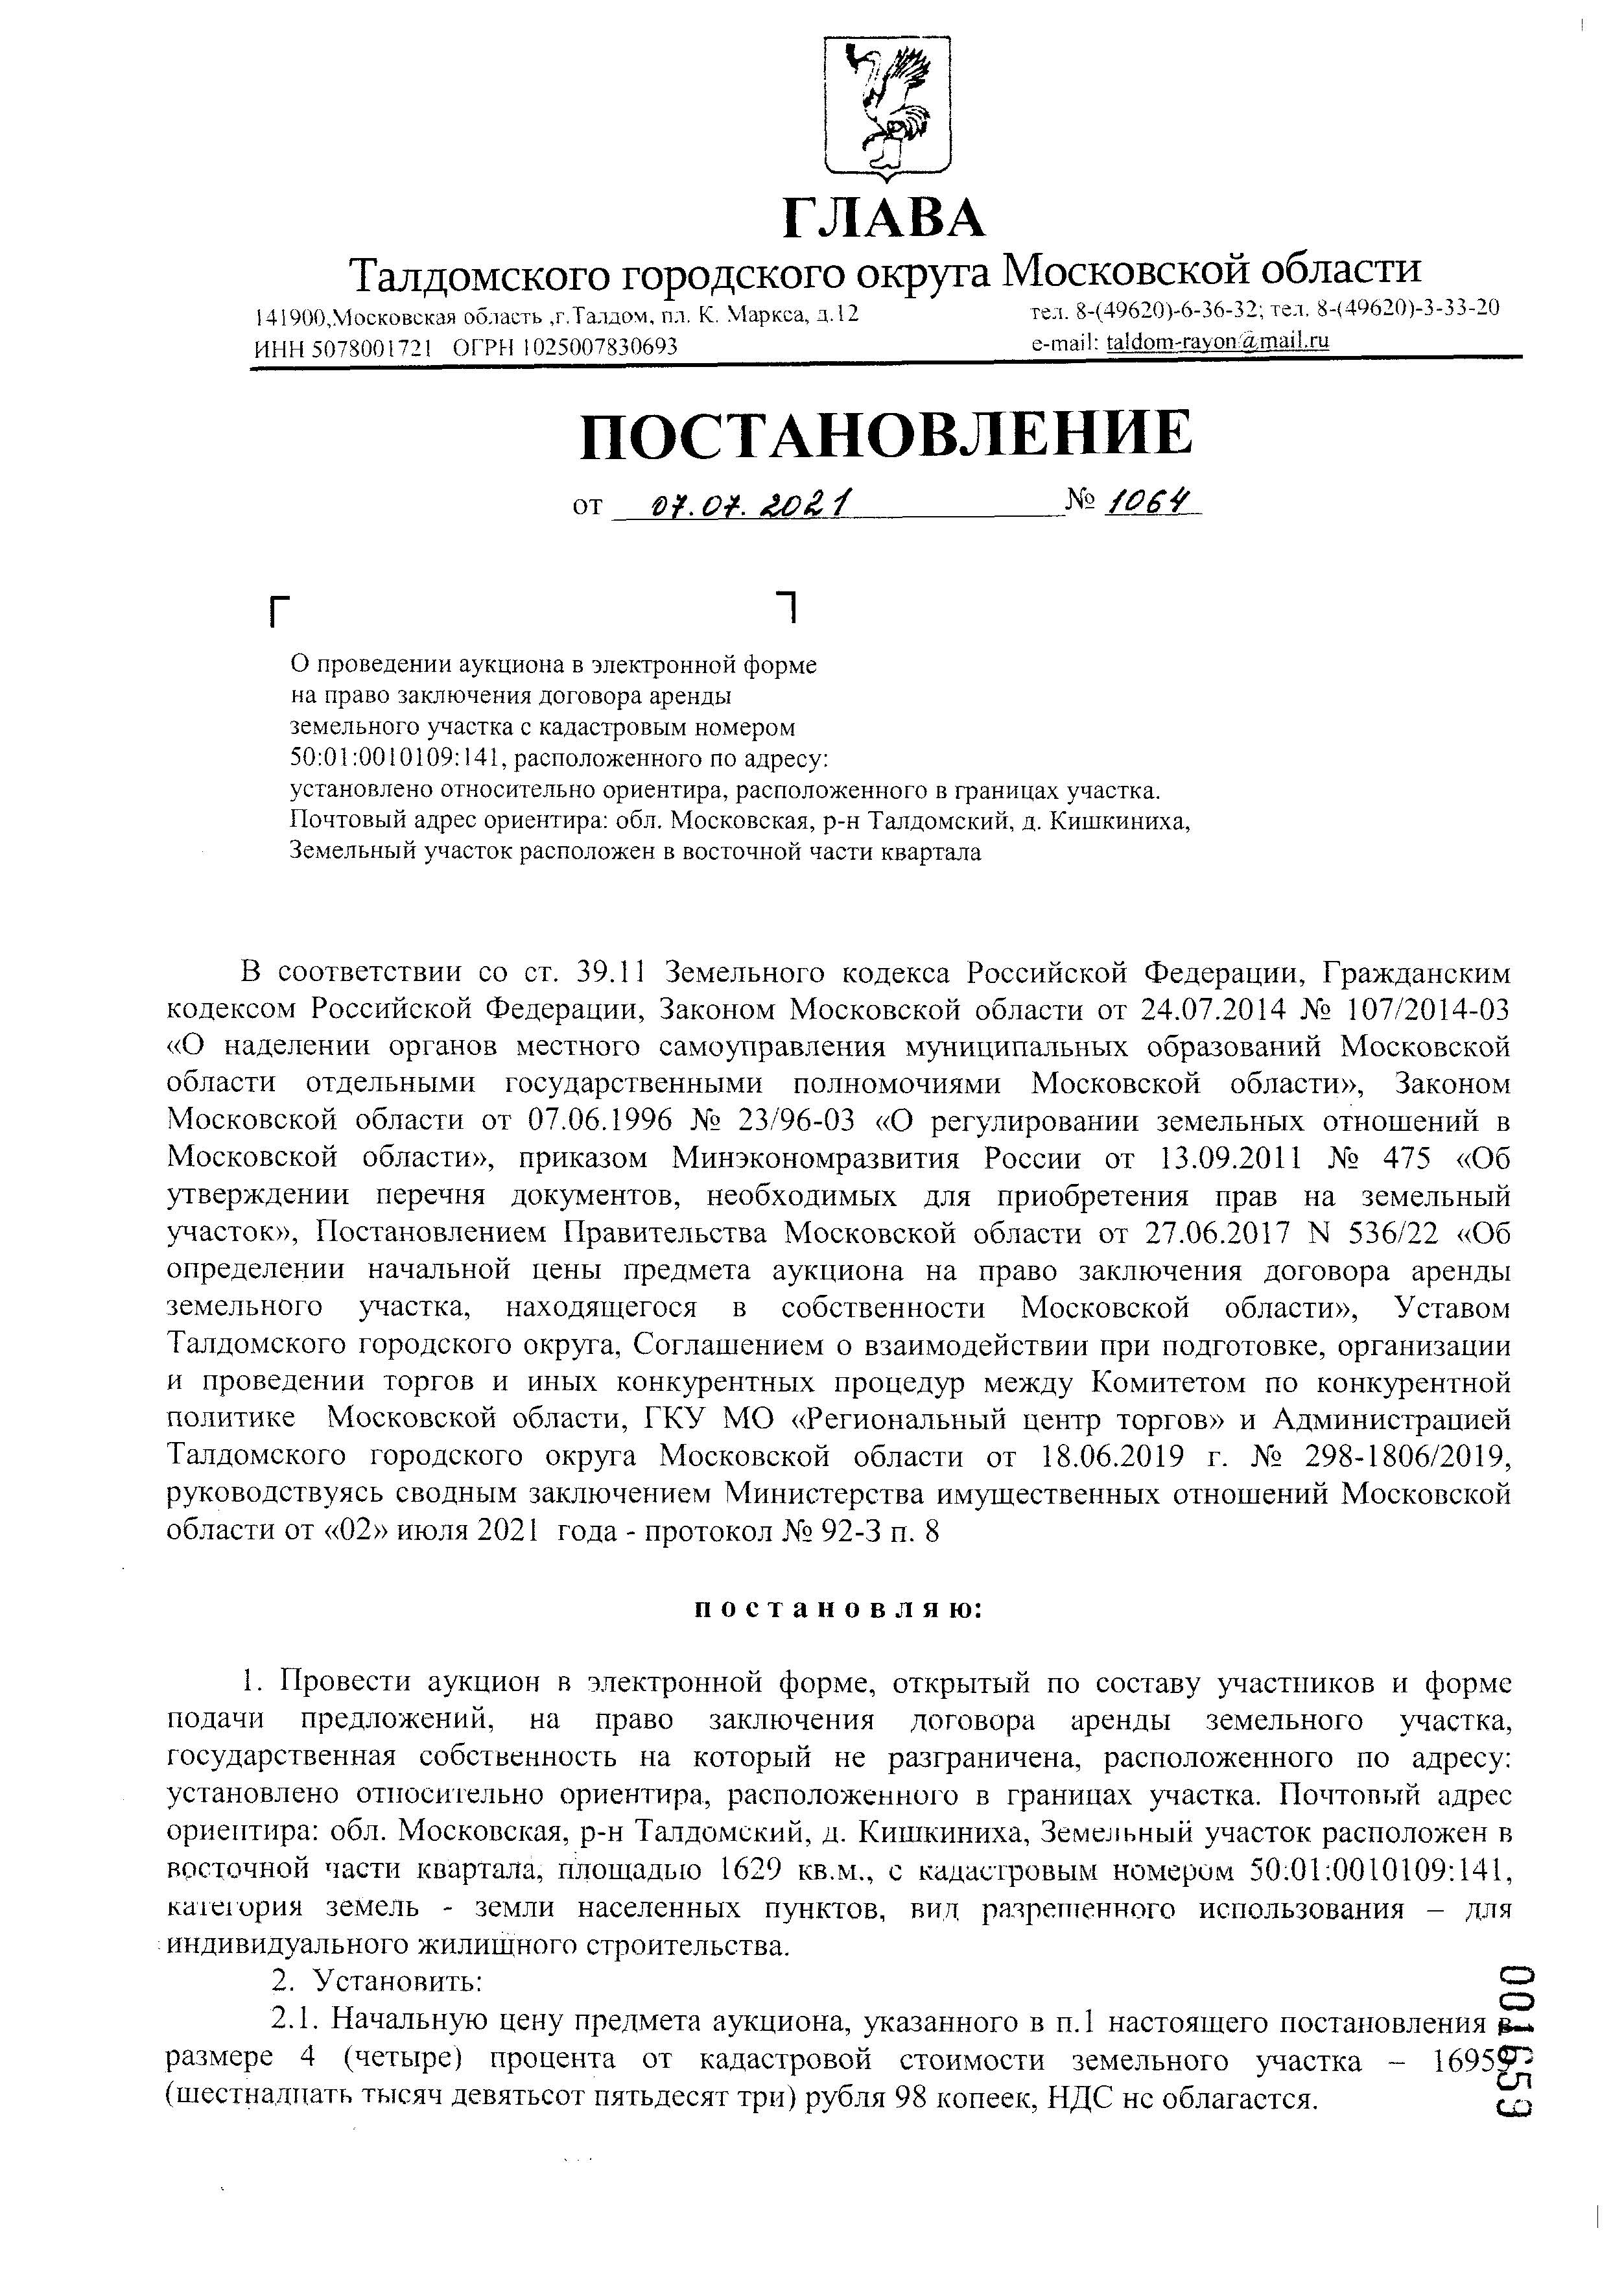 ГЛАВА
Талдомского городского округа Московской области
141900,Московская область ,г.Талдом, пл. К. Маркса, д.12 тел. 8-(49620)-6-36-32; тел. 8-(49620)-3-33-20
ИНН 5078001721 ОГРН 1025007830693 e-mail: taldom-rayon@mail.ru
ПОСТАНОВЛЕНИЕ
от 07.07.2021 № 1064
О проведении аукциона в электронной форме
на право заключения договора аренды
земельного участка с кадастровым номером
50:01:0010109:141, расположенного по адресу:
установлено относительно ориентира, расположенного в границах участка.
Почтовый адрес ориентира: обл. Московская, р-н Талдомский, д. Кишкиниха,
Земельный участок расположен в восточной части квартала
В соответствии со ст. 39.11 Земельного кодекса Российской Федерации, Гражданским
кодексом Российской Федерации, Законом Московской области от 24.07.2014 № 107/2014-03
«О наделении органов местного самоуправления муниципальных образований Московской
области отдельными государственными полномочиями Московской области», Законом
Московской области от 07.06.1996 № 23/96-03 «О регулировании земельных отношений в
Московской области», приказом Минэкономразвития России от 13.09.2011 № 475 «Об
утверждении перечня документов, необходимых для приобретения прав на земельный
участок», Постановлением Правительства Московской области от 27.06.2017 N 536/22 «Об
определении начальной цены предмета аукциона на право заключения договора аренды
земельного участка, находящегося в собственности Московской области», Уставом
Талдомского городского округа, Соглашением о взаимодействии при подготовке, организации
и проведении торгов и иных конкурентных процедур между Комитетом по конкурентной
политике Московской области, ГКУ МО «Региональный центр торгов» и Администрацией
Талдомского городского округа Московской области от 18.06.2019 г. № 298-1806/2019,
руководствуясь сводным заключением Министерства имущественных отношений Московской
области от «02» июля 2021 года - протокол № 92-З п. 8
п о с т а н о в л я ю:
1. Провести аукцион в электронной форме, открытый по составу участников и форме
подачи предложений, на право заключения договора аренды земельного участка,
государственная собственность на который не разграничена, расположенного по адресу:
установлено относительно ориентира, расположенного в границах участка. Почтовый адрес
ориентира: обл. Московская, р-н Талдомский, д. Кишкиниха, Земельный участок расположен в
восточной части квартала, площадью 1629 кв.м., с кадастровым номером 50:01:0010109:141,
категория земель - земли населенных пунктов, вид разрешенного использования – для
индивидуального жилищного строительства.
2. Установить:
2.1. Начальную цену предмета аукциона, указанного в п.1 настоящего постановления в
размере 4 (четыре) процента от кадастровой стоимости земельного участка –
(шестнадцать тысяч девятьсот пятьдесят три) рубля 98 копеек, НДС не облагается.